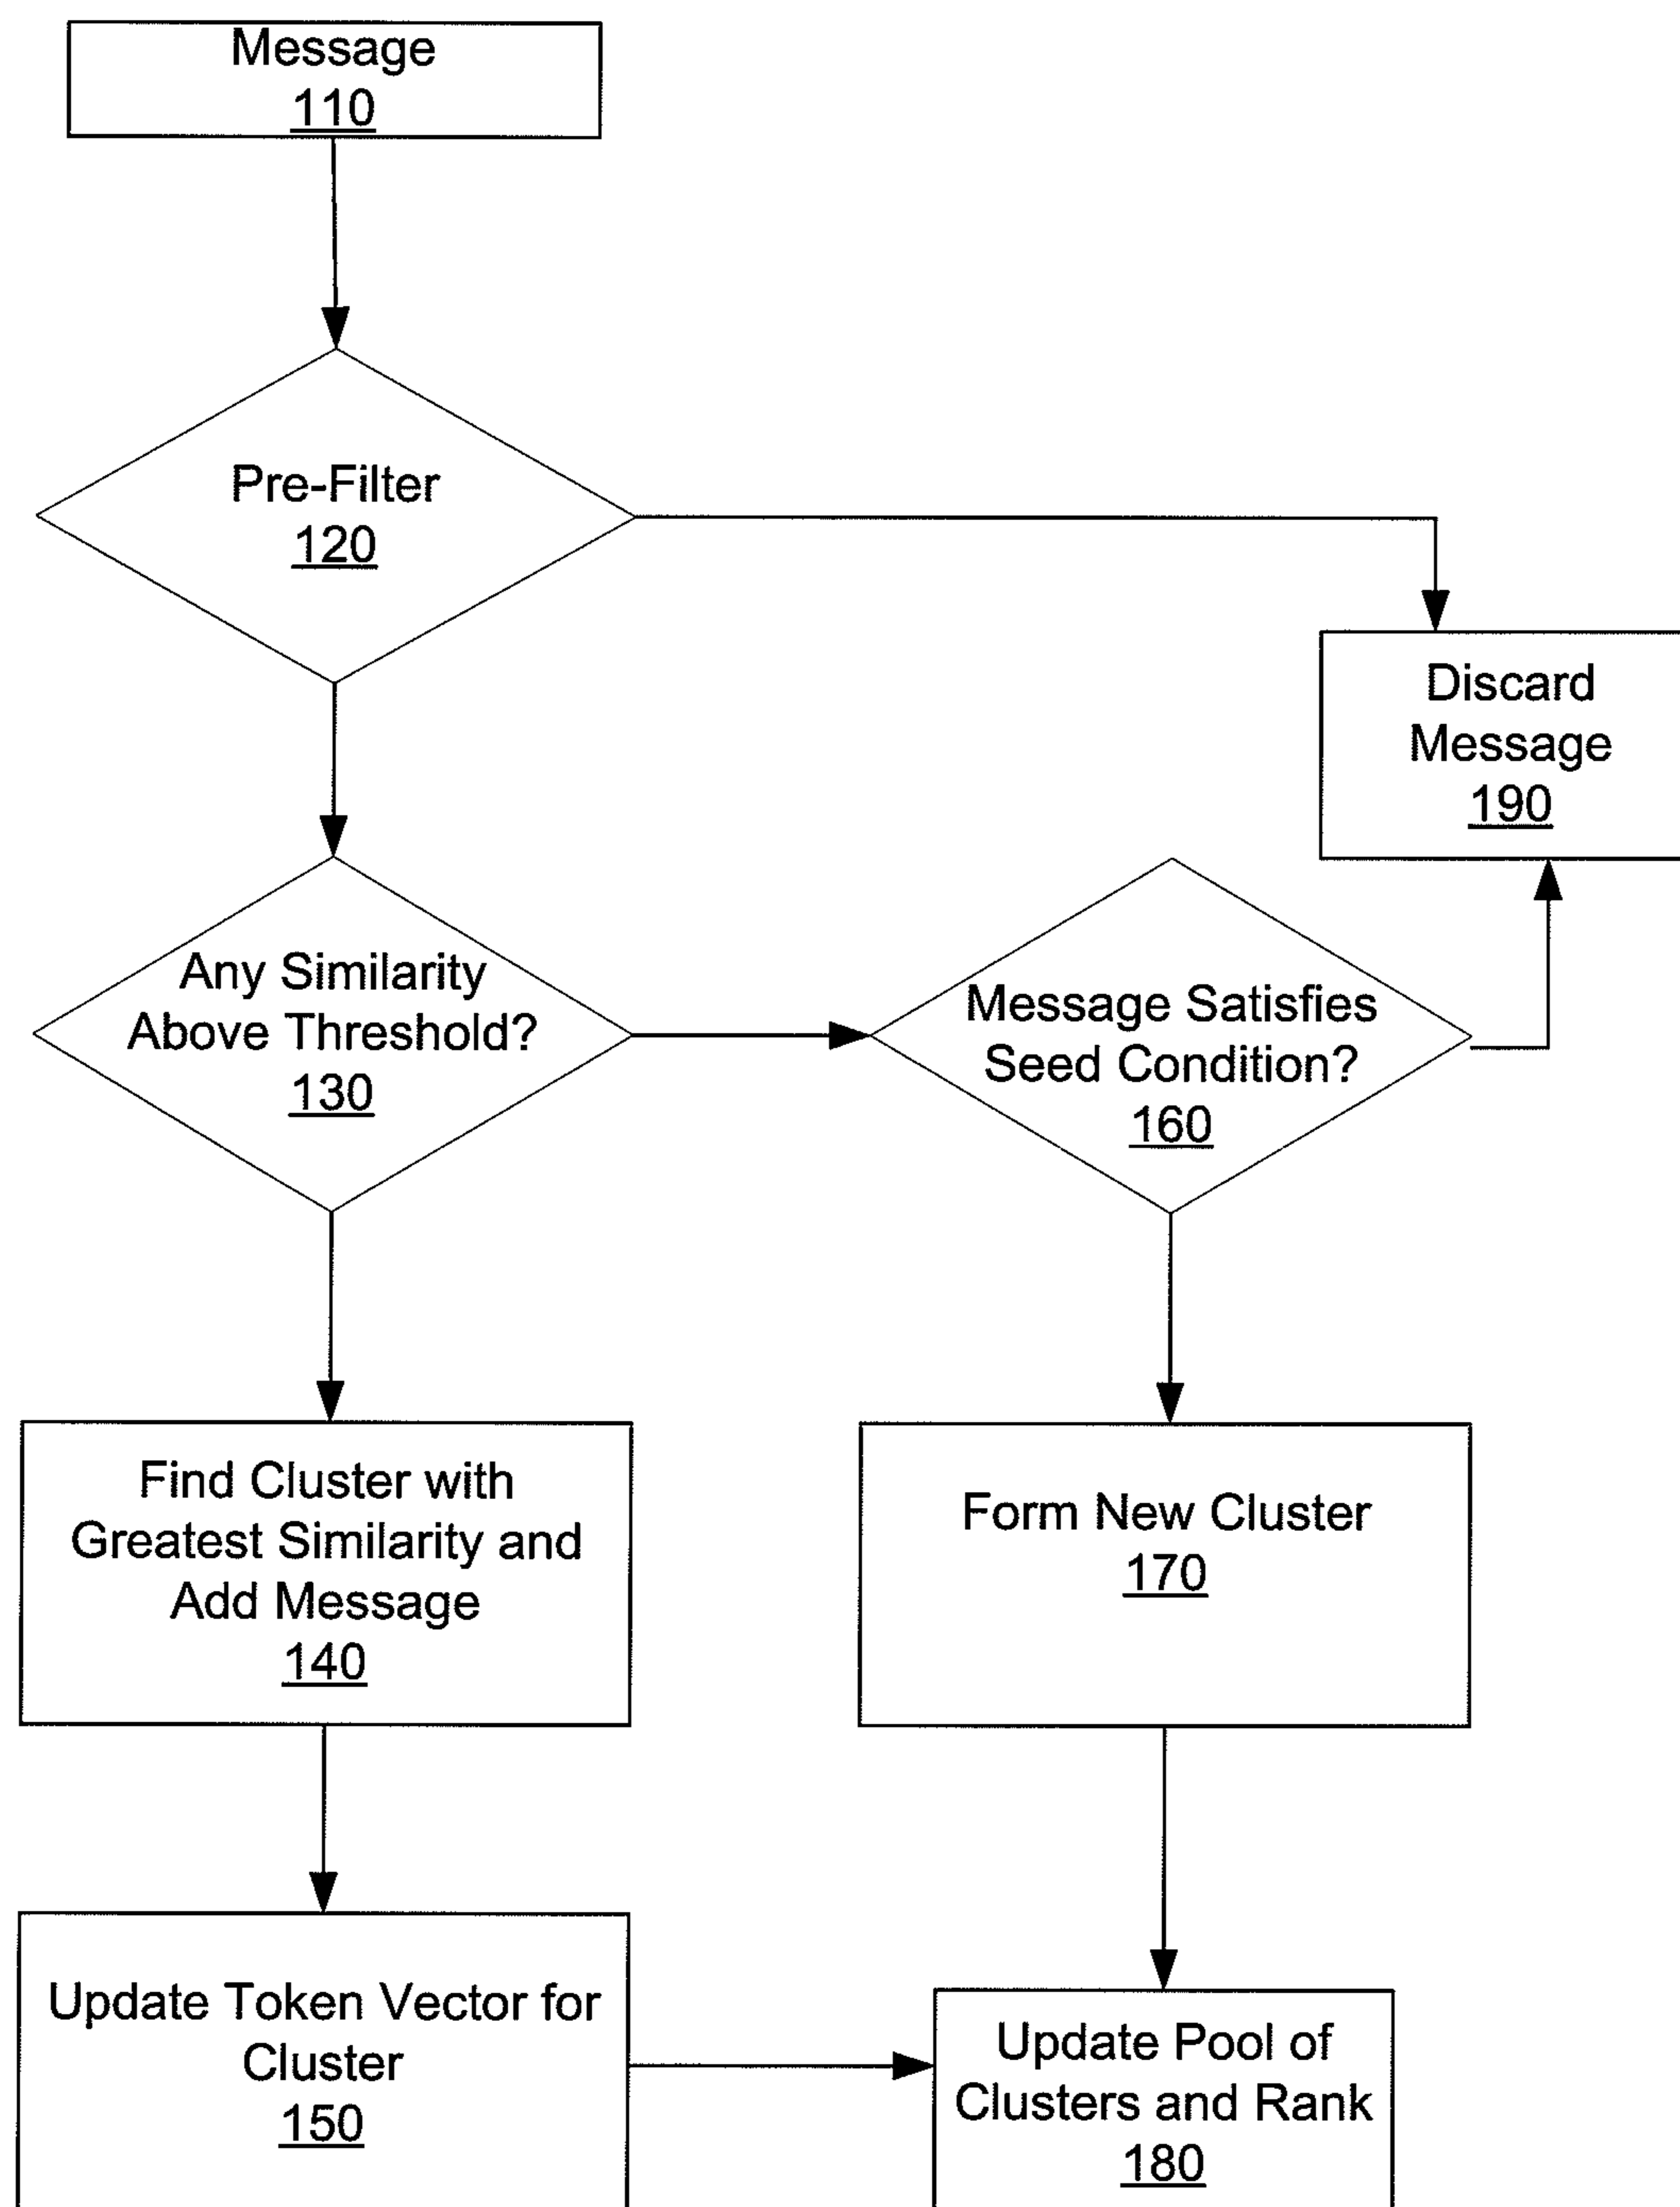 Message
110
Pre-Filter
120
Discard
Message
190
Any Similarity
Above Threshold?
130
Message Satisfies
Seed Condition?
160
Find Cluster with
Greatest Similarity and
Add Message
140
Form New Cluster
170
Update Token Vector for
Cluster
150
Update Pool of
Clusters and Rank
180